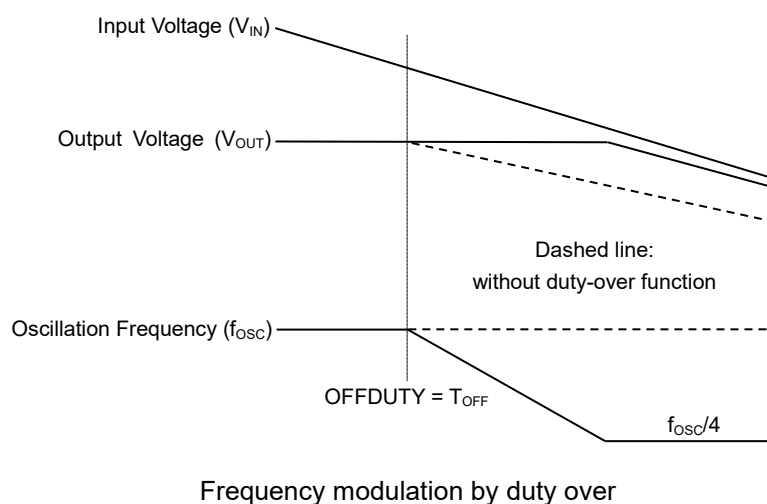 Input Voltage (VIN)
Output Voltage (VOUT)
Dashed line:
without duty-over function
Oscillation Frequency (fOSC)
OFFDUTY = TOFF
fOSC/4
Frequency modulation by duty over